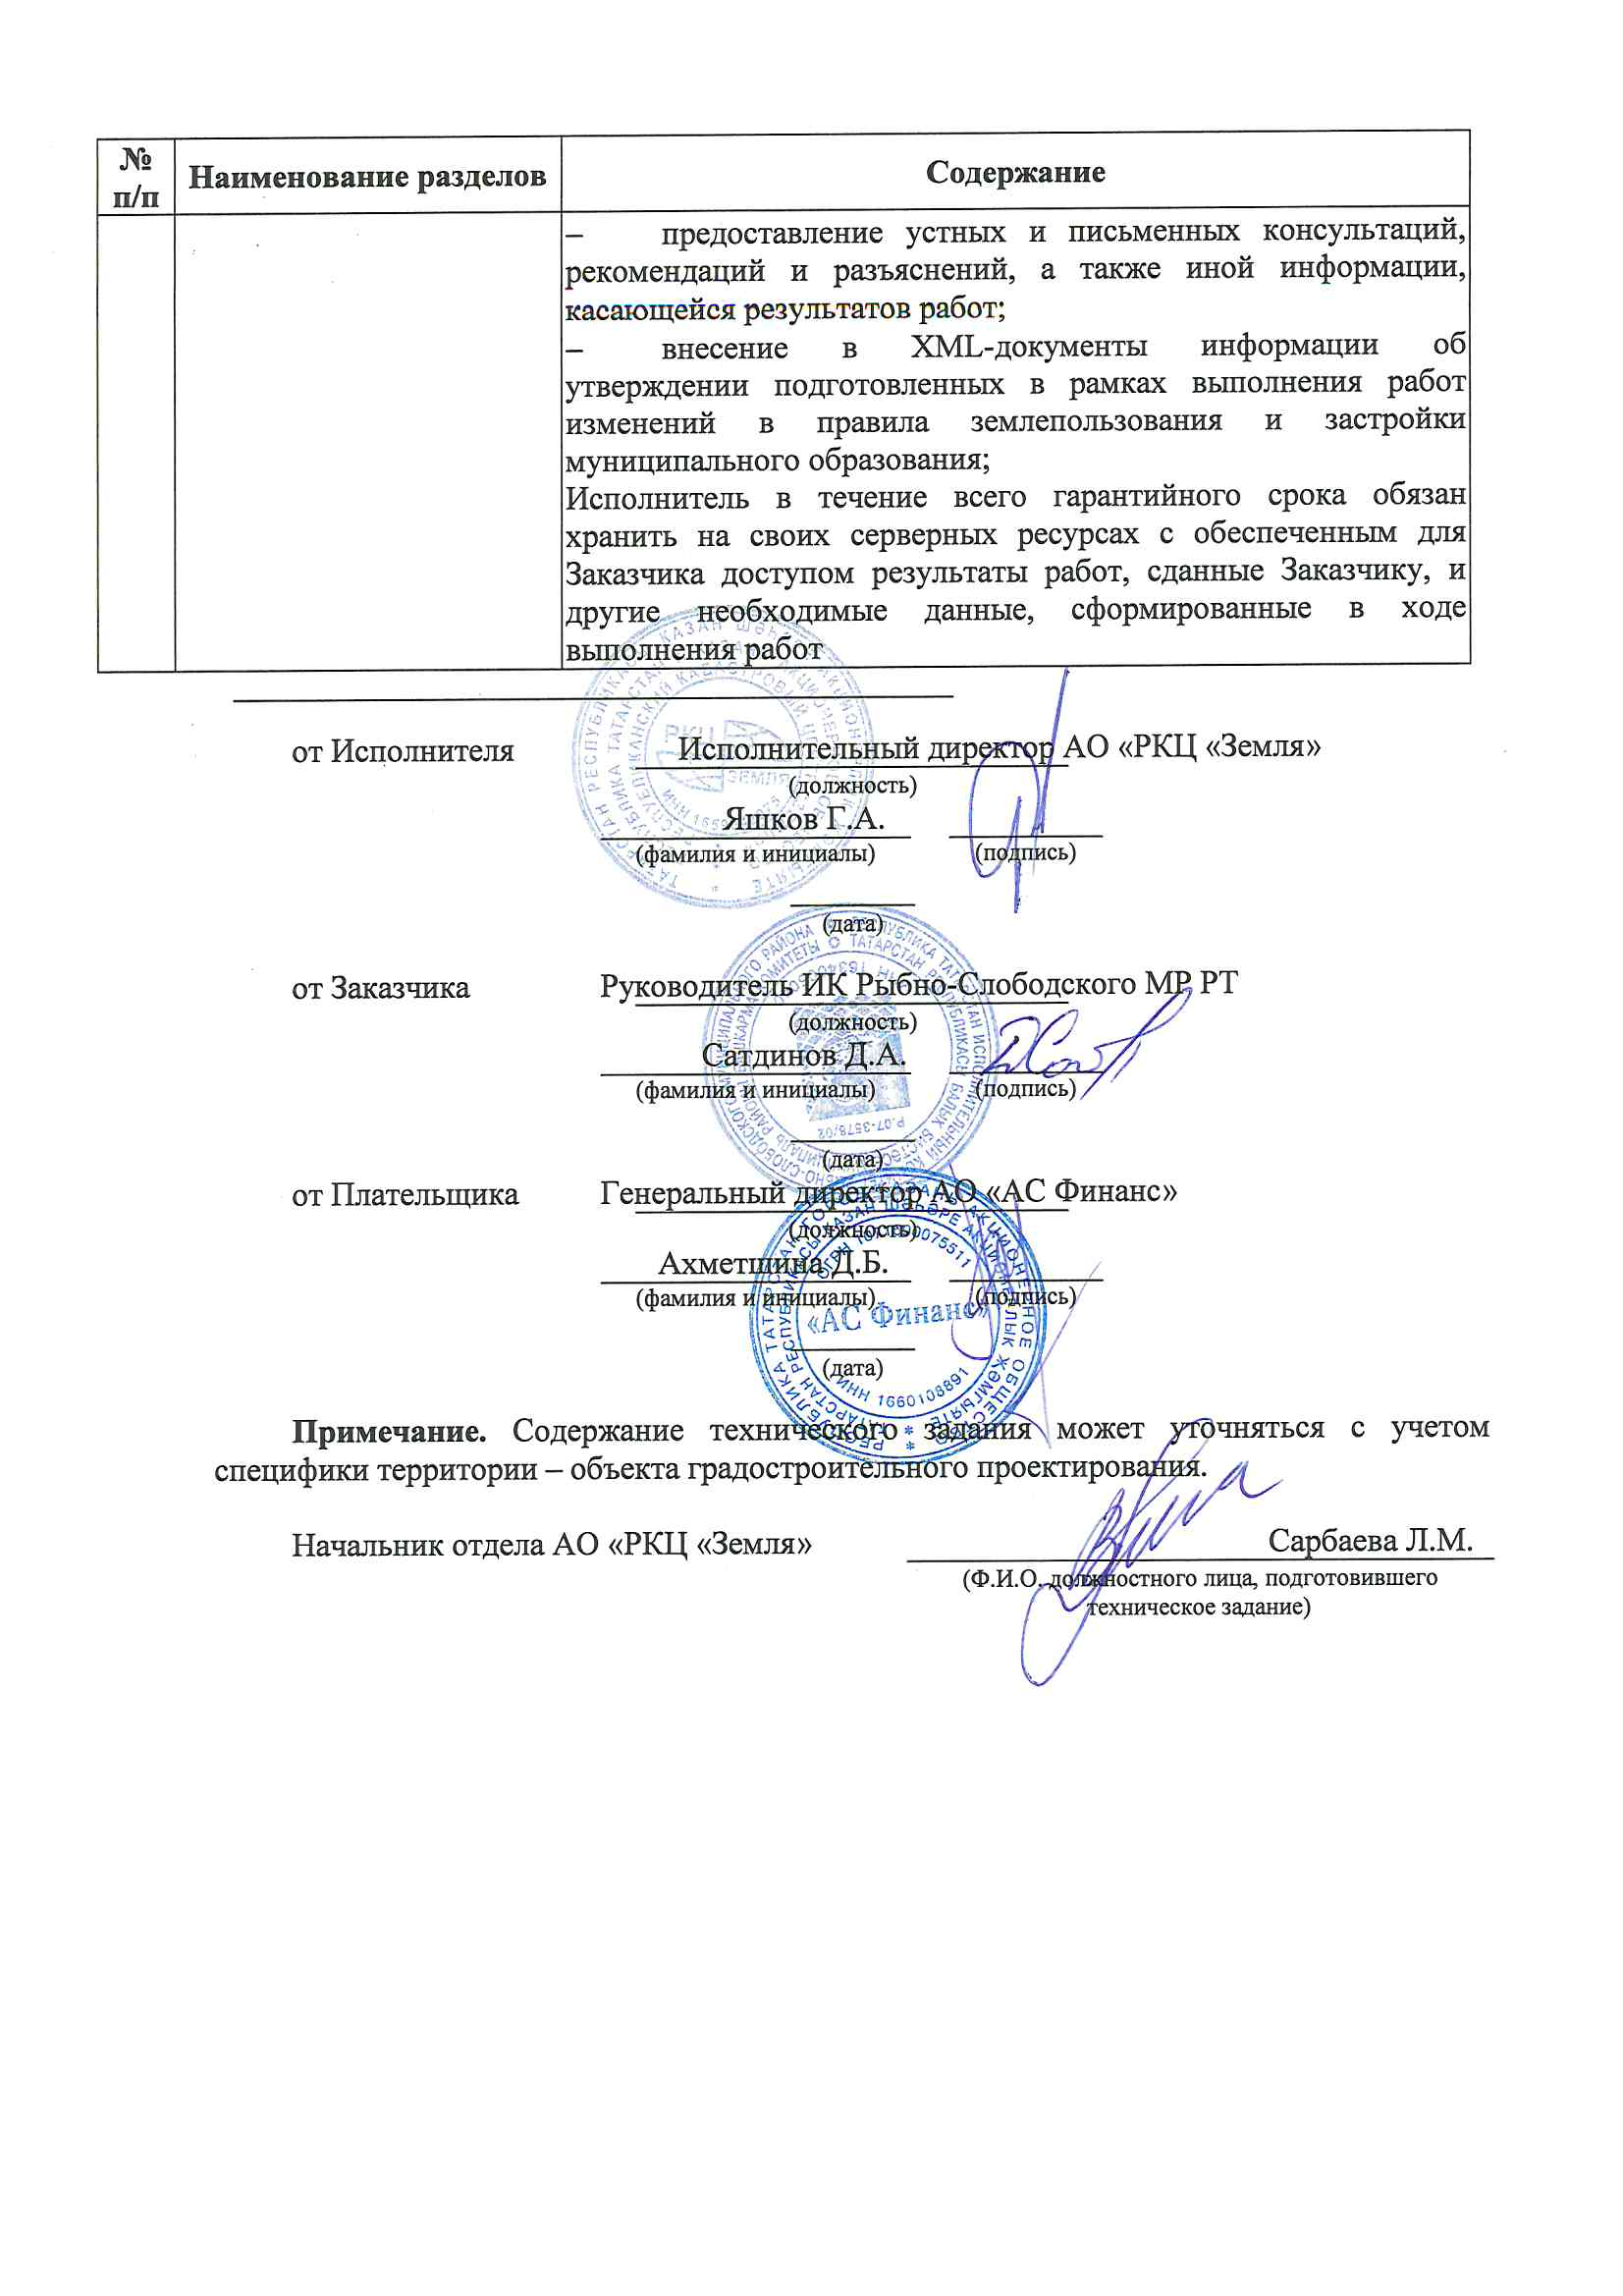 № п/п
Наименование разделов
Содержание
– предоставление устных и письменных консультаций,
рекомендаций и разъяснений, а также иной информации,
касающейся результатов работ;
– внесение в XML-документы информации об
утверждении подготовленных в рамках выполнения работ
изменений в правила землепользования и застройки
муниципального образования;
Исполнитель в течение всего гарантийного срока обязан
хранить на своих серверных ресурсах с обеспеченным для
Заказчика доступом результаты работ, сданные Заказчику, и
другие необходимые данные, сформированные в ходе
выполнения работ
от Исполнителя Исполнительный директор АО «РКЦ «Земля»
(должность)
Яшков Г.А.
(фамилия и инициалы) (подпись)
(дата)
от Заказчика Руководитель ИК Рыбно-Слободского МР РТ
(должность)
Сатдинов Д.А.
(фамилия и инициалы) (подпись)
(дата)
от Плательщика Генеральный директор АО «АС Финанс»
(должность)
Ахметшина Д.Б.
(фамилия и инициалы) (подпись)
«АС Финанс»
ИНН 1660108891
(дата)
Примечание. Содержание технического задания может уточняться с учетом
специфики территории – объекта градостроительного проектирования.
Начальник отдела АО «РКЦ «Земля» Сарбаева Л.М.
(Ф.И.О. должностного лица, подготовившего
техническое задание)